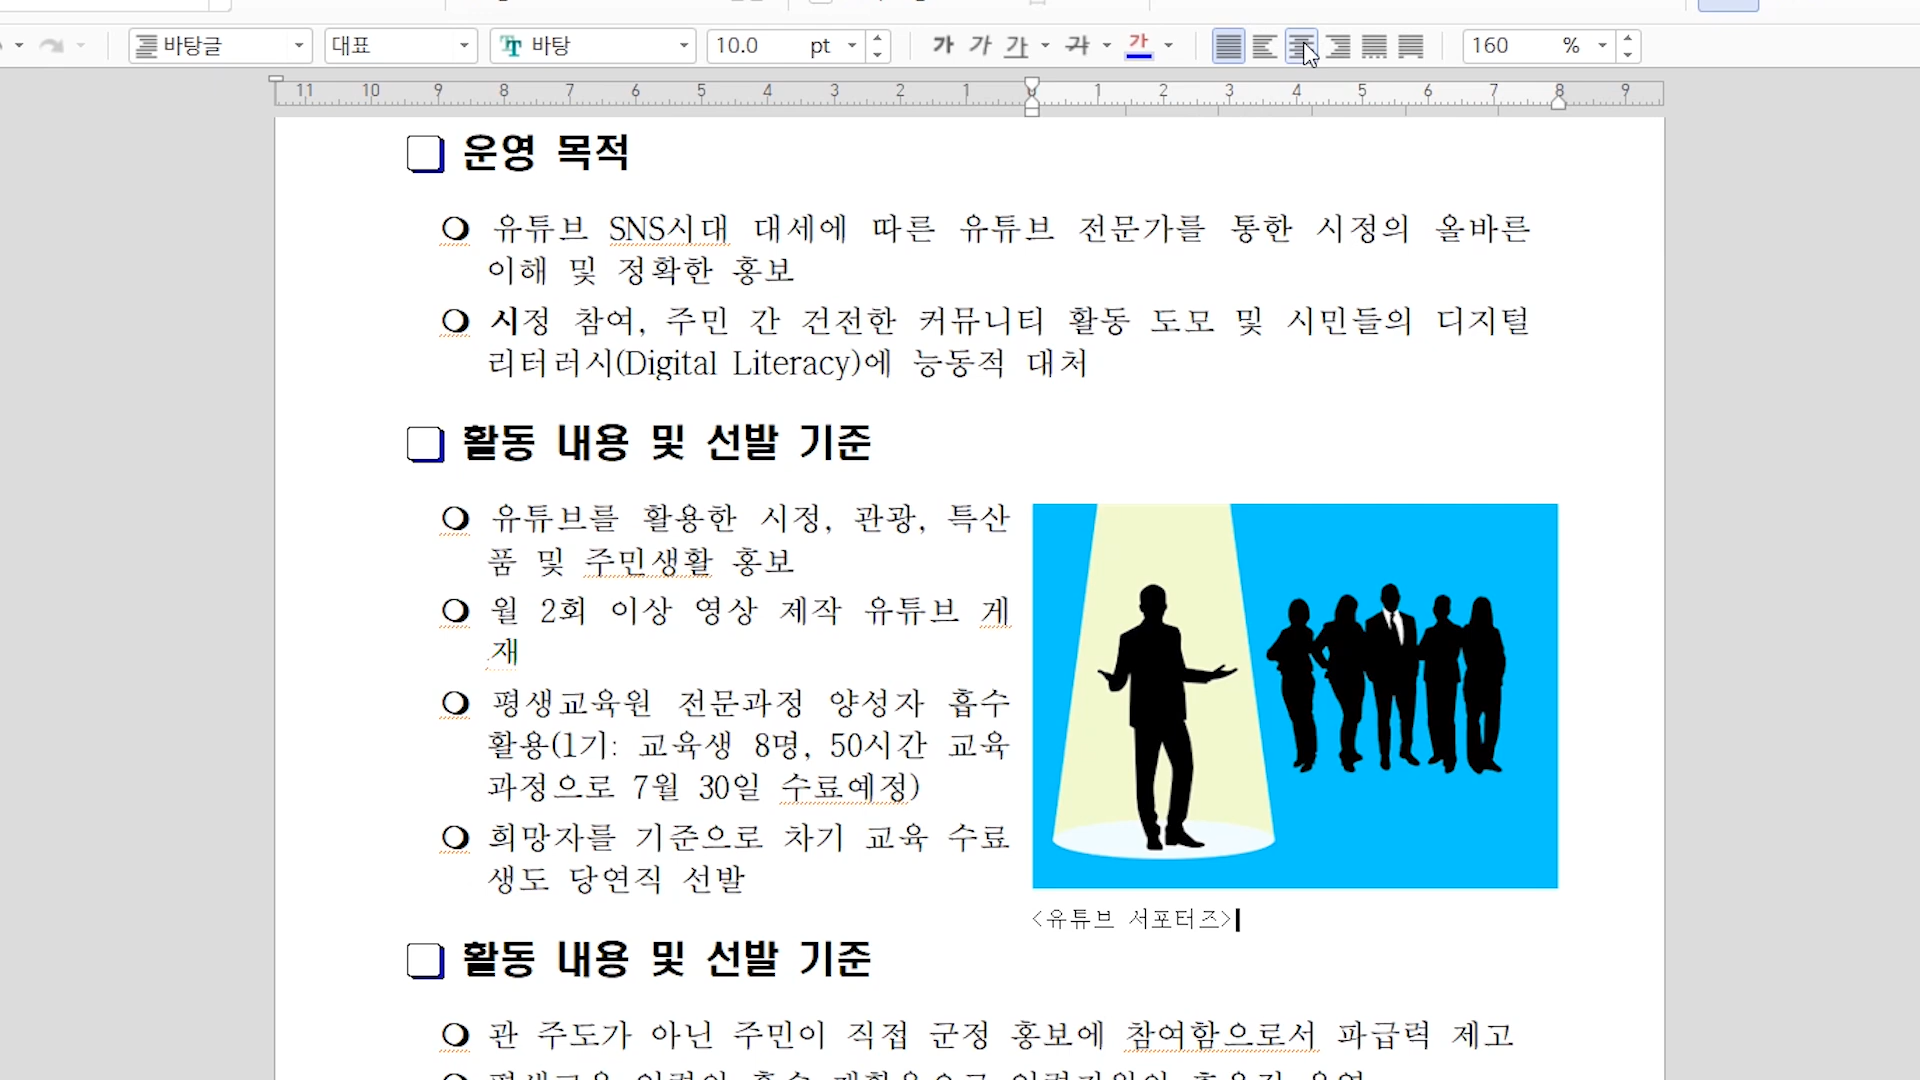 바탕글 대표 바탕 10.0 pt 가 가 가 가 가 160 %
11 10 9 8 7 6 5 4 3 2 1 0 1 2 3 4 5 6 7 8 9
운영 목적
유튜브 SNS시대 대세에 따른 유튜브 전문가를 통한 시정의 올바른
이해 및 정확한 홍보
시정 참여, 주민 간 건전한 커뮤니티 활동 도모 및 시민들의 디지털
리터러시(Digital Literacy)에 능동적 대처
활동 내용 및 선발 기준
유튜브를 활용한 시정, 관광, 특산
품 및 주민생활 홍보
월 2회 이상 영상 제작 유튜브 게
재
평생교육원 전문과정 양성자 흡수
활용(1기: 교육생 8명, 50시간 교육
과정으로 7월 30일 수료예정)
희망자를 기준으로 차기 교육 수료
생도 당연직 선발
<유튜브 서포터즈>
활동 내용 및 선발 기준
관 주도가 아닌 주민이 직접 군정 홍보에 참여함으로서 파급력 제고